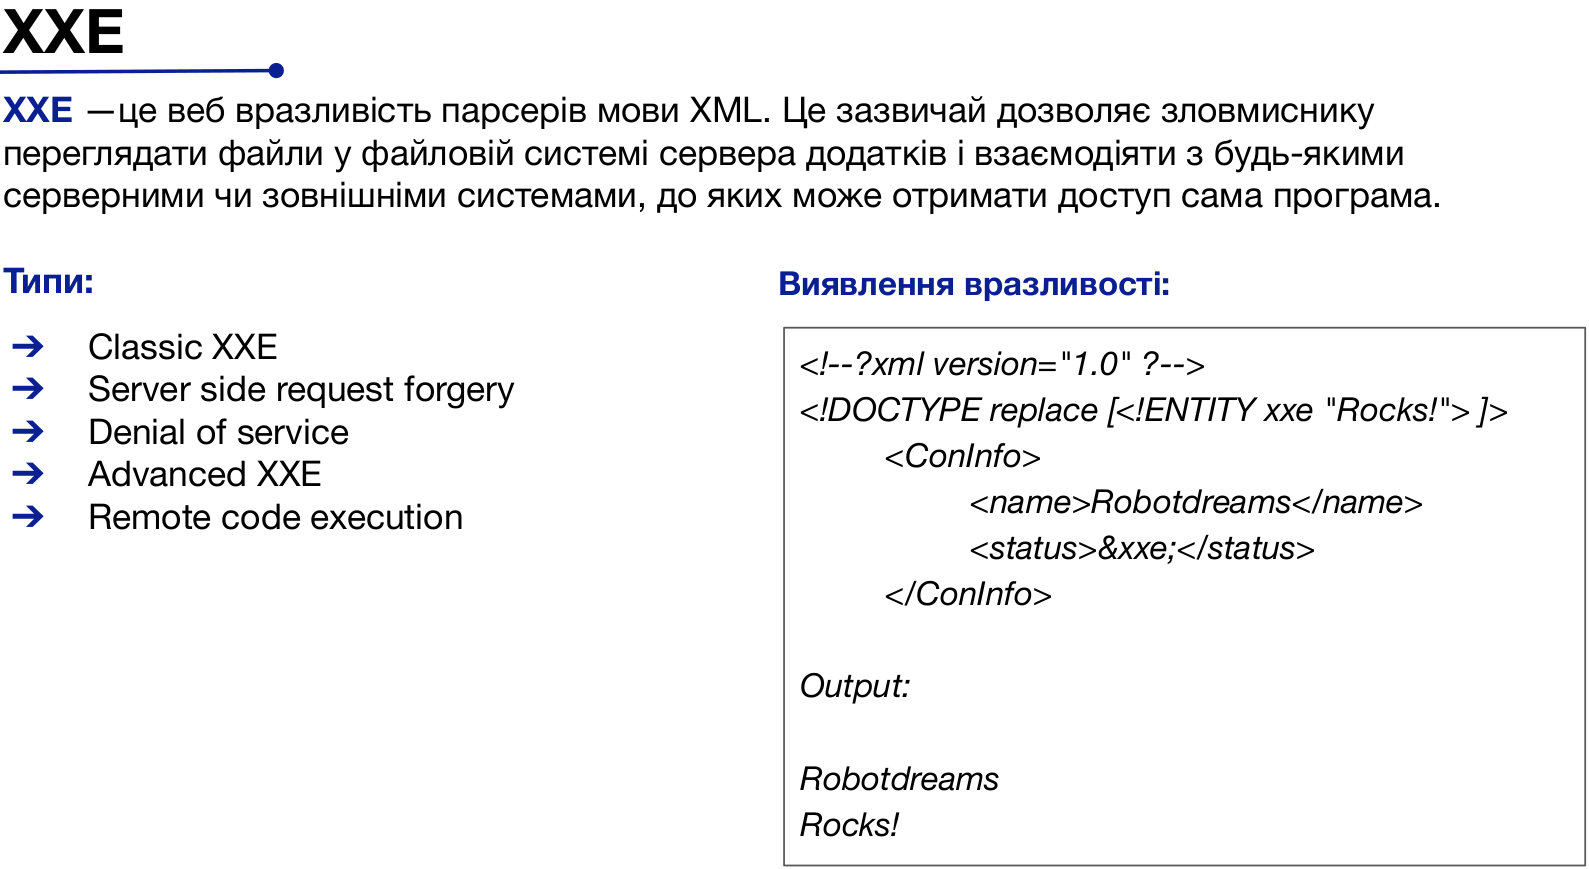 XXE
XXE —це веб вразливість парсерів мови XML. Це зазвичай дозволяє зловмиснику
переглядати файли у файловій системі сервера додатків і взаємодіяти з будь-якими
серверними чи зовнішніми системами, до яких може отримати доступ сама програма.
Типи:
➔ Classic XXE
➔ Server side request forgery
➔ Denial of service
➔ Advanced XXE
➔ Remote code execution
Виявлення вразливості:
<!--?xml version="1.0" ?-->
<!DOCTYPE replace [<!ENTITY xxe "Rocks!"> ]>
<ConInfo>
<name>Robotdreams</name>
<status>&xxe;</status>
</ConInfo>
Output:
Robotdreams
Rocks!